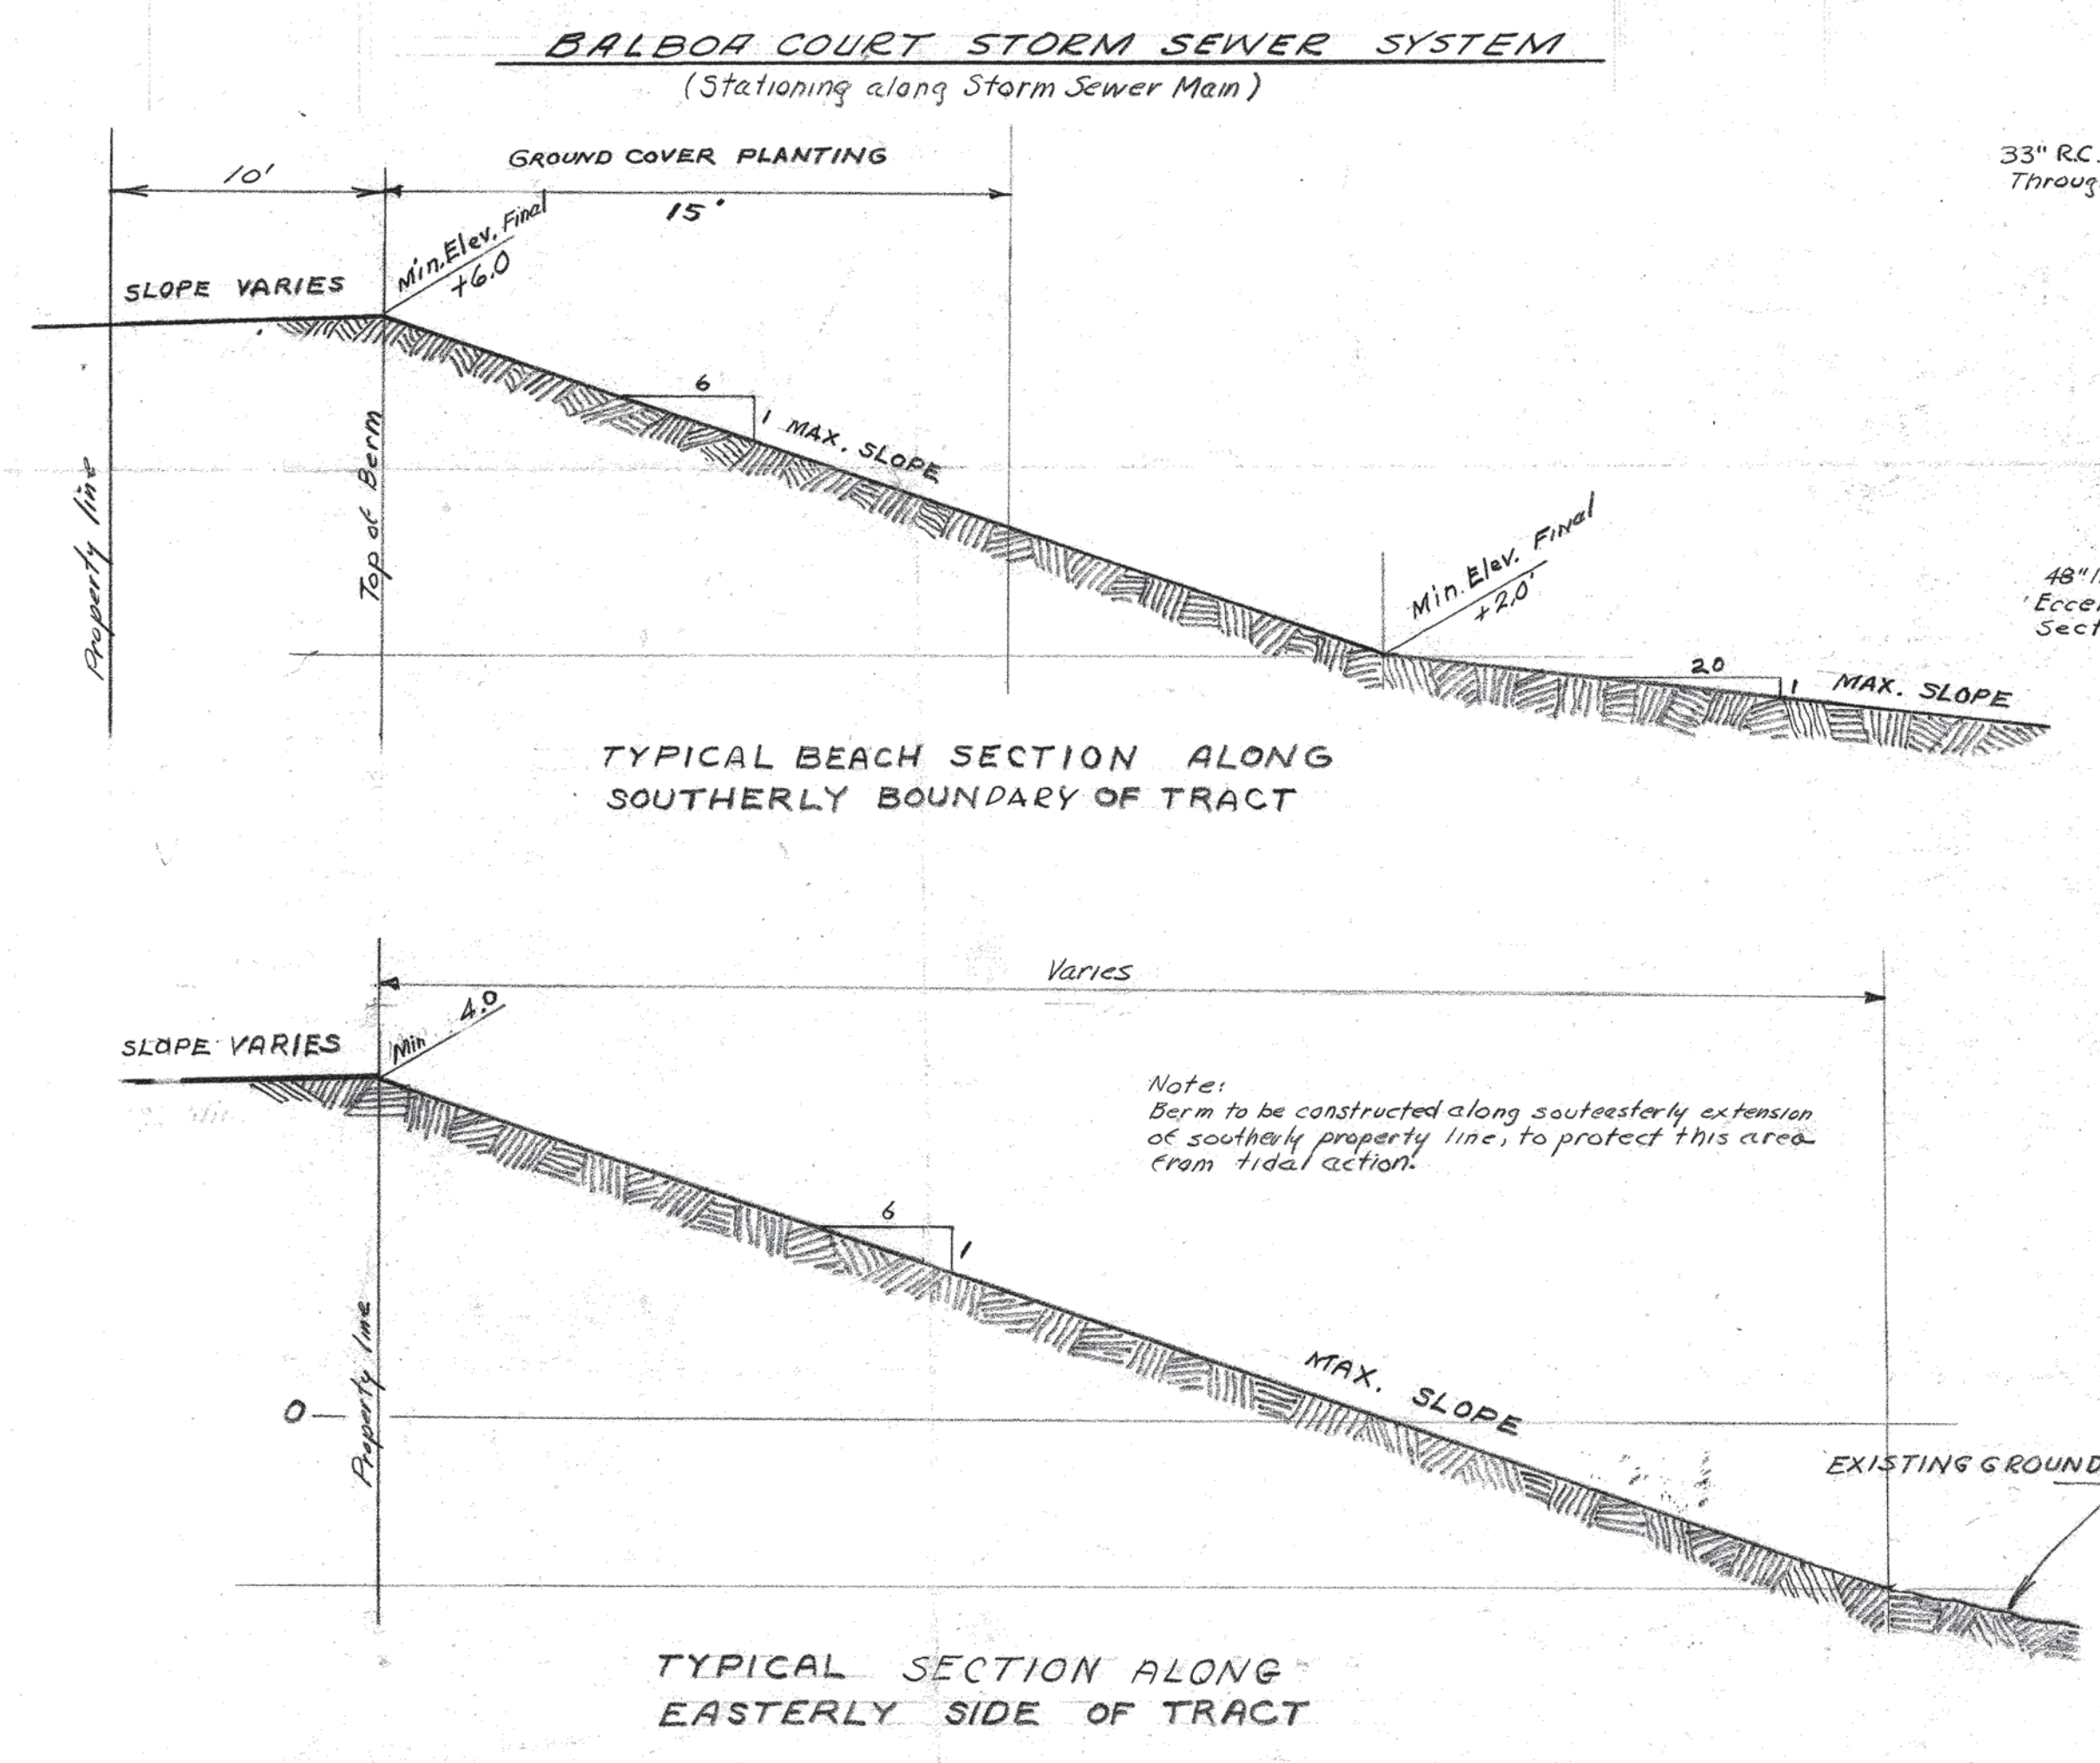 BALBOA COURT STORM SEWER SYSTEM
(Stationing along Storm Sewer Main)
10'
GROUND COVER PLANTING
15'
33" R.C.
Throug
SLOPE VARIES
Min. Elev. Final
+6.0
6
1 MAX. SLOPE
Property line
Top of Berm
Min. Elev. Final
+2.0'
48"
Eccen
Sect
20
1 MAX. SLOPE
TYPICAL BEACH SECTION ALONG
SOUTHERLY BOUNDARY OF TRACT
Varies
SLOPE VARIES
Min 4.0
Note:
Berm to be constructed along souteasterly extension
of southerly property line, to protect this area
from tidal action.
6
1
MAX. SLOPE
Property line
0
EXISTING GROUND
TYPICAL SECTION ALONG
EASTERLY SIDE OF TRACT